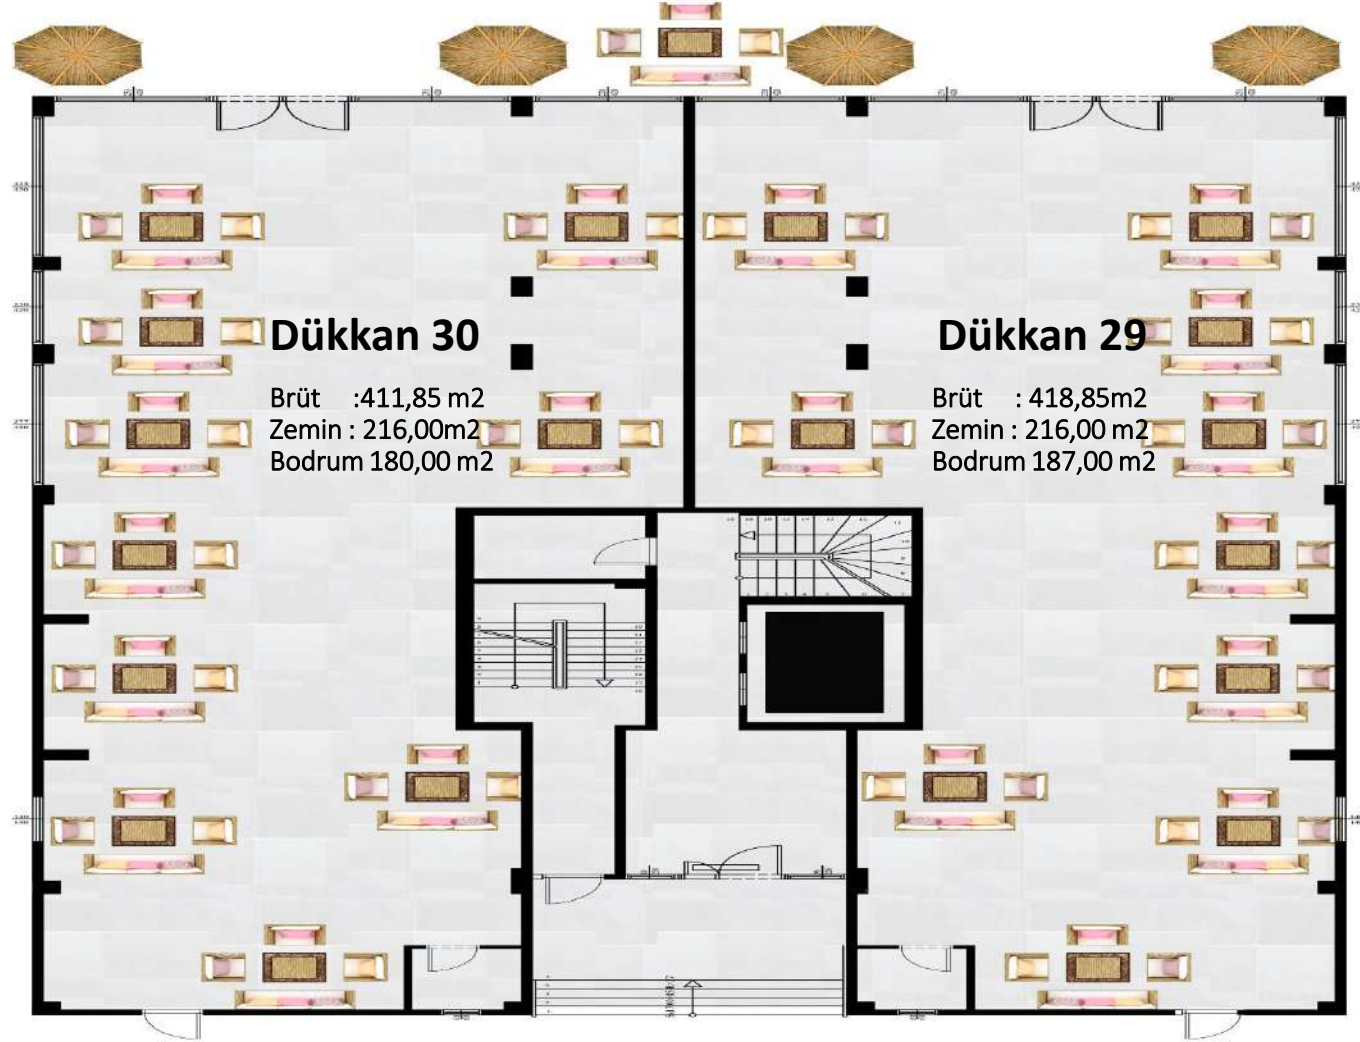 Dükkan 30
Brüt :411,85 m2
Zemin : 216,00m2
Bodrum 180,00 m2
Dükkan 29
Brüt : 418,85m2
Zemin : 216,00 m2
Bodrum 187,00 m2